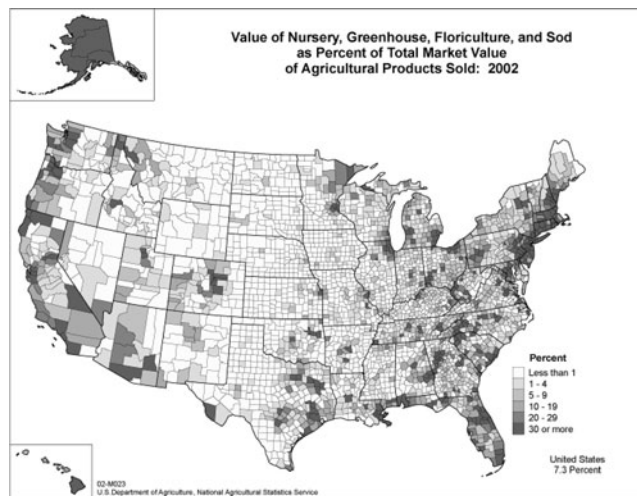 Value of Nursery, Greenhouse, Floriculture, and Sod
as Percent of Total Market Value
of Agricultural Products Sold: 2002
Percent
Less than 1
1 - 4
5 - 9
10 - 19
20 - 29
30 or more
United States
7.3 Percent
02-M023
U.S. Department of Agriculture, National Agricultural Statistics Service